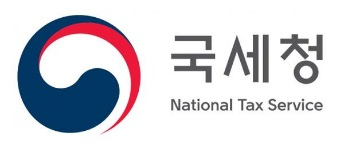 국세청
National Tax Service